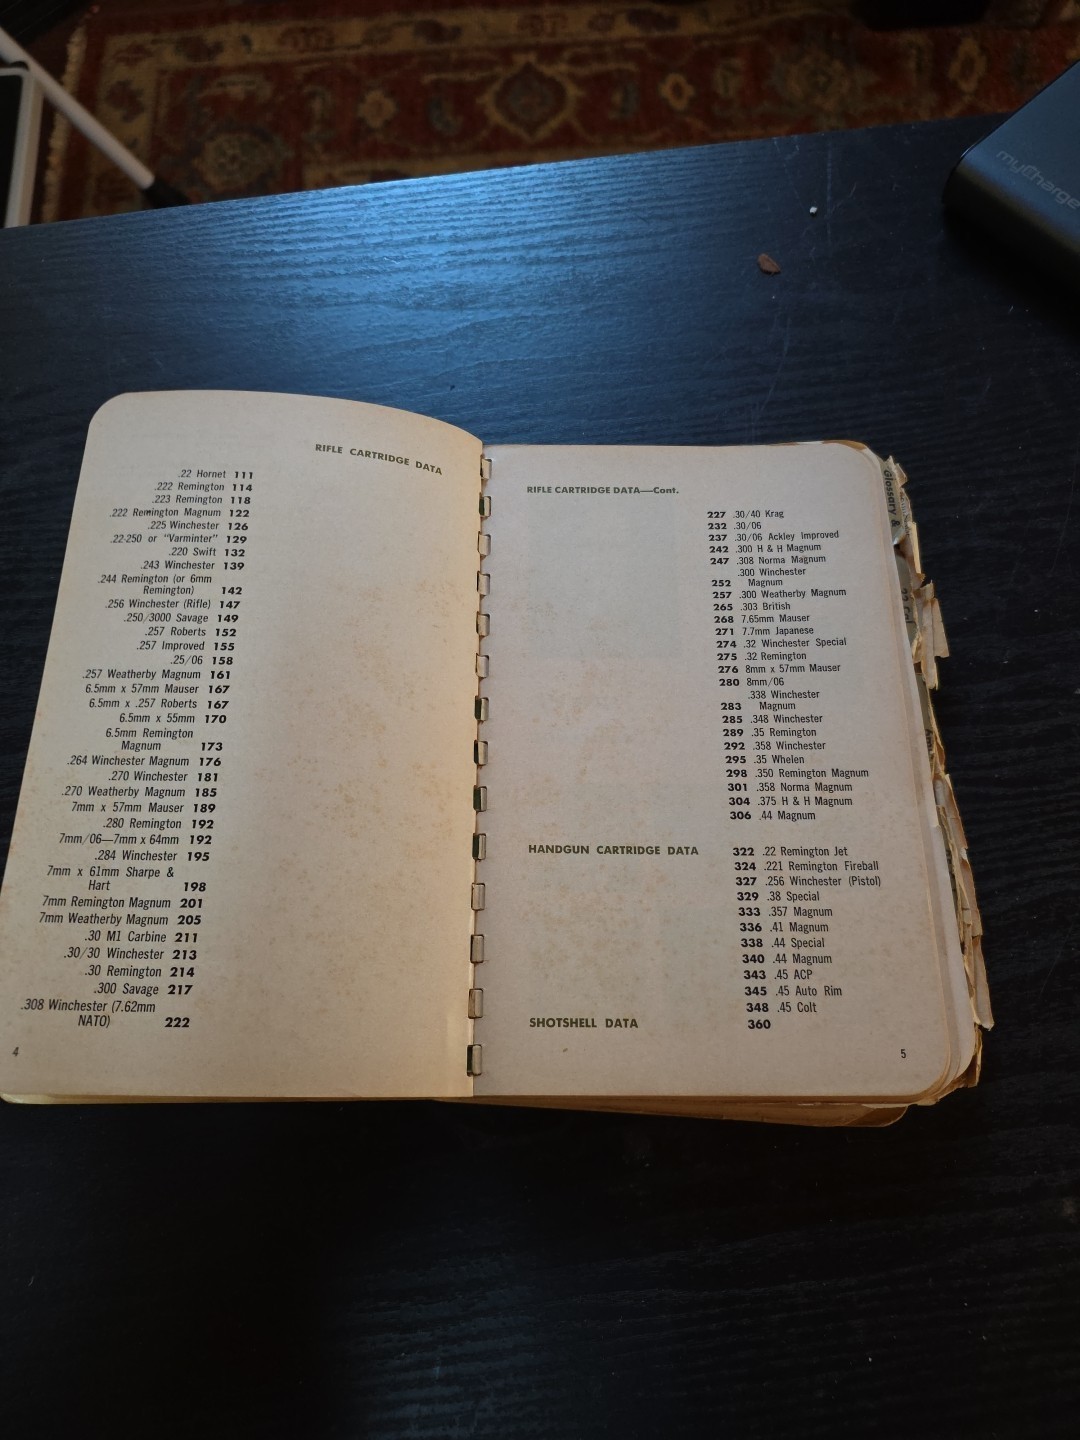 myCharge
RIFLE CARTRIDGE DATA
.22 Hornet 111
.222 Remington 114
.223 Remington 118
.222 Remington Magnum 122
.225 Winchester 126
.22-250 or "Varminter" 129
.220 Swift 132
.243 Winchester 139
.244 Remington (or 6mm
Remington) 142
.256 Winchester (Rifle) 147
.250/3000 Savage 149
.257 Roberts 152
.257 Improved 155
.25/06 158
.257 Weatherby Magnum 161
6.5mm x 57mm Mauser 167
6.5mm x .257 Roberts 167
6.5mm x 55mm 170
6.5mm Remington
Magnum 173
.264 Winchester Magnum 176
.270 Winchester 181
.270 Weatherby Magnum 185
7mm x 57mm Mauser 189
.280 Remington 192
7mm/06—7mm x 64mm 192
.284 Winchester 195
7mm x 61mm Sharpe &
Hart 198
7mm Remington Magnum 201
7mm Weatherby Magnum 205
.30 M1 Carbine 211
.30/30 Winchester 213
.30 Remington 214
.300 Savage 217
.308 Winchester (7.62mm
NATO) 222
4
RIFLE CARTRIDGE DATA—Cont.
227 .30/40 Krag
232 .30/06
237 .30/06 Ackley Improved
242 .300 H & H Magnum
247 .308 Norma Magnum
.300 Winchester
252 Magnum
257 .300 Weatherby Magnum
265 .303 British
268 7.65mm Mauser
271 7.7mm Japanese
274 .32 Winchester Special
275 .32 Remington
276 8mm x 57mm Mauser
280 8mm/06
.338 Winchester
283 Magnum
285 .348 Winchester
289 .35 Remington
292 .358 Winchester
295 .35 Whelen
298 .350 Remington Magnum
301 .358 Norma Magnum
304 .375 H & H Magnum
306 .44 Magnum
HANDGUN CARTRIDGE DATA 322 .22 Remington Jet
324 .221 Remington Fireball
327 .256 Winchester (Pistol)
329 .38 Special
333 .357 Magnum
336 .41 Magnum
338 .44 Special
340 .44 Magnum
343 .45 ACP
345 .45 Auto Rim
348 .45 Colt
SHOTSHELL DATA 360
5
Glossary &